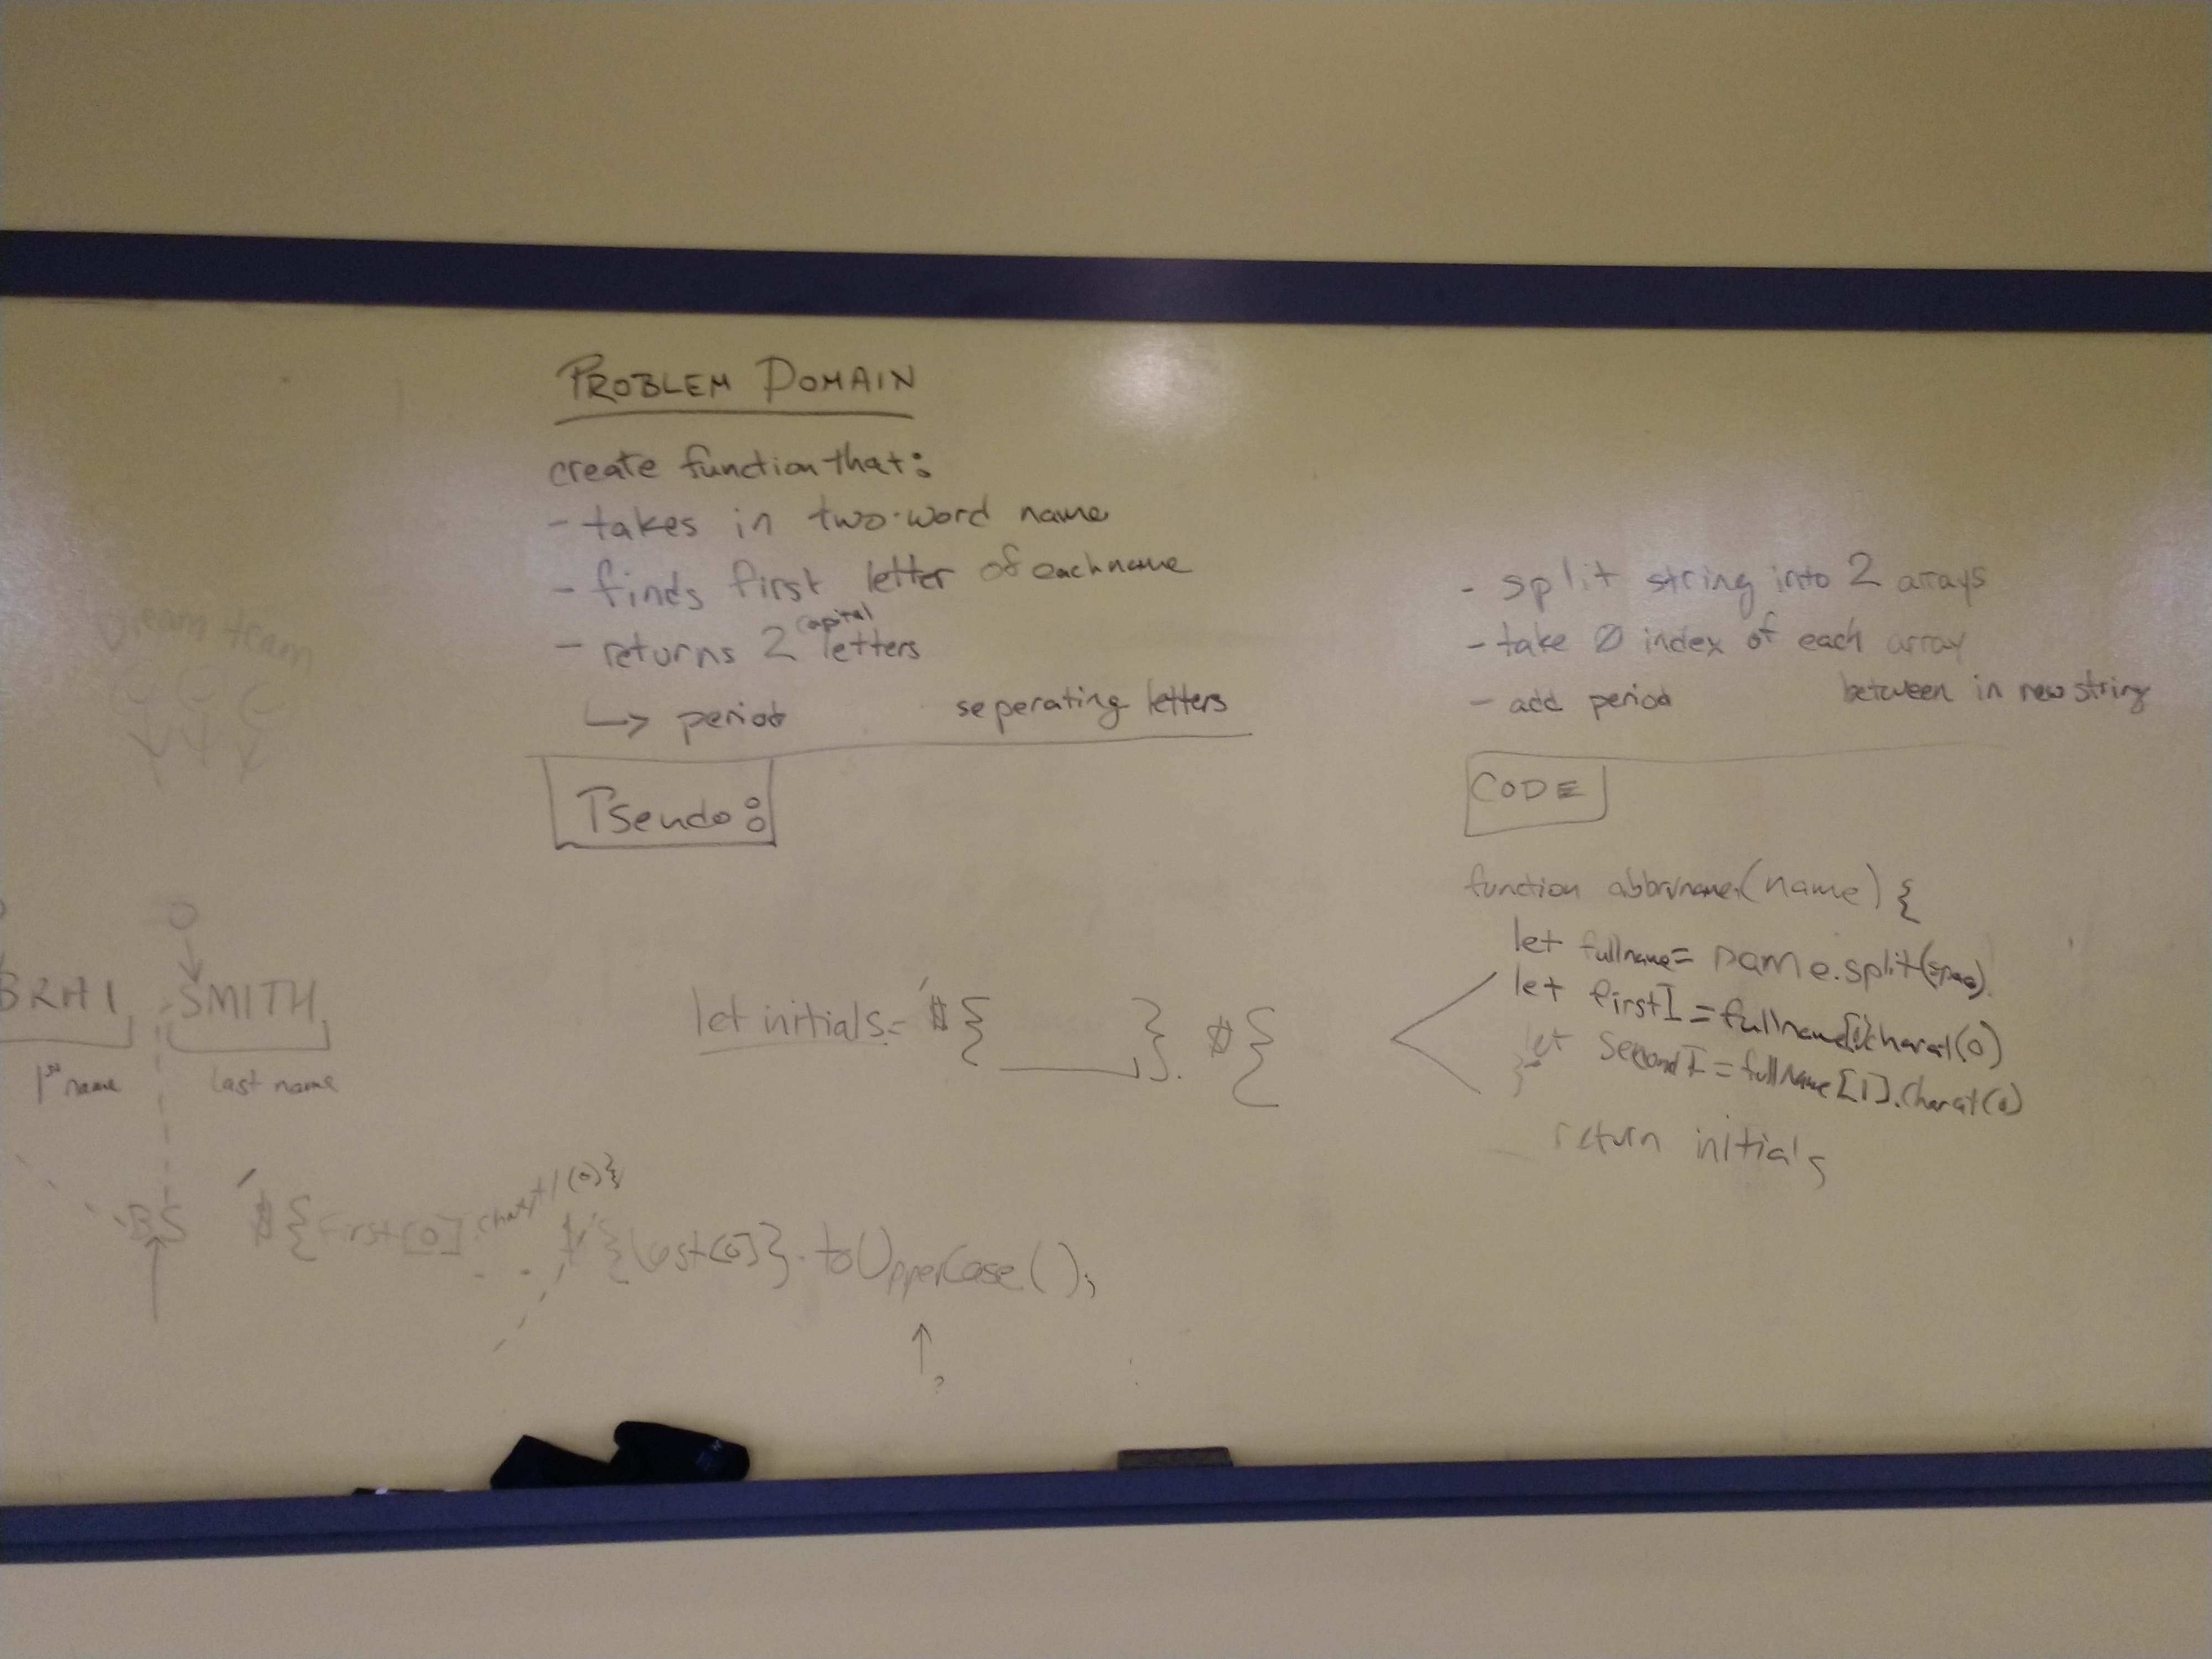 PROBLEM DOMAIN
create function that:
- takes in two-word name
- finds first letter of each name
- returns 2 capital letters
↳ period seperating letters
Pseudo:
Dream team
0
BRHI SMITH
1st name last name
BS
let initials = `${____}. ${
`${first[0].charAt(0)}
${last[0]}.toUpperCase();
?
- split string into 2 arrays
- take 0 index of each array
- add period between in new string
CODE
function abbrvname(name) {
let fullname = name.split(space)
let firstI = fullname[].charat(0)
let secondI = fullname[1].charat(0)
}
return initials